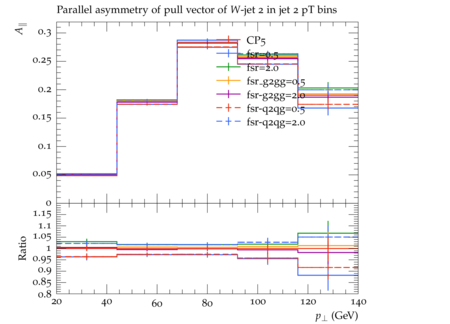 Parallel asymmetry of pull vector of W-jet 2 in jet 2 pT bins
A∥
0.3
0.25
0.2
0.15
0.1
0.05
0
CP5
fsr=0.5
fsr=2.0
fsr-g2gg=0.5
fsr-g2gg=2.0
fsr-q2qg=0.5
fsr-q2qg=2.0
Ratio
1.15
1.1
1.05
1
0.95
0.9
0.85
0.8
20 40 60 80 100 120 140
p⊥ (GeV)